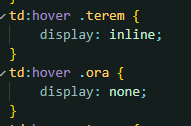 td:hover .terem {
    display: inline;
}
td:hover .ora {
    display: none;
}